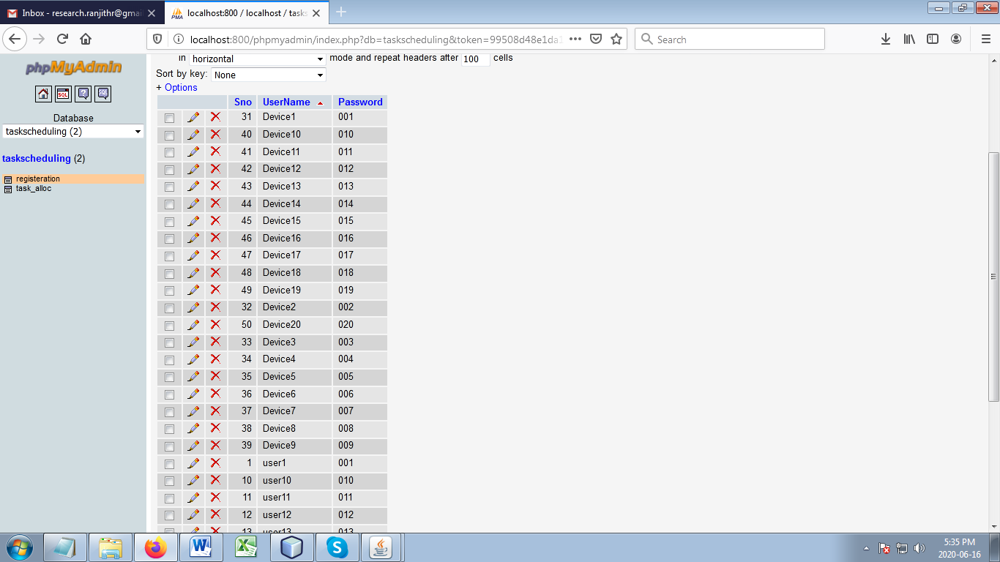 Inbox - research.ranjithr@gmai
localhost:800 / localhost / tasks
localhost:800/phpmyadmin/index.php?db=taskscheduling&token=99508d48e1da1
Search
phpMyAdmin
SQL
Database
taskscheduling (2)
taskscheduling (2)
registeration
task_alloc
in horizontal mode and repeat headers after 100 cells
Sort by key: None
+ Options
Sno UserName Password
31 Device1 001
40 Device10 010
41 Device11 011
42 Device12 012
43 Device13 013
44 Device14 014
45 Device15 015
46 Device16 016
47 Device17 017
48 Device18 018
49 Device19 019
32 Device2 002
50 Device20 020
33 Device3 003
34 Device4 004
35 Device5 005
36 Device6 006
37 Device7 007
38 Device8 008
39 Device9 009
1 user1 001
10 user10 010
11 user11 011
12 user12 012
13 user13 013
5:35 PM
2020-06-16